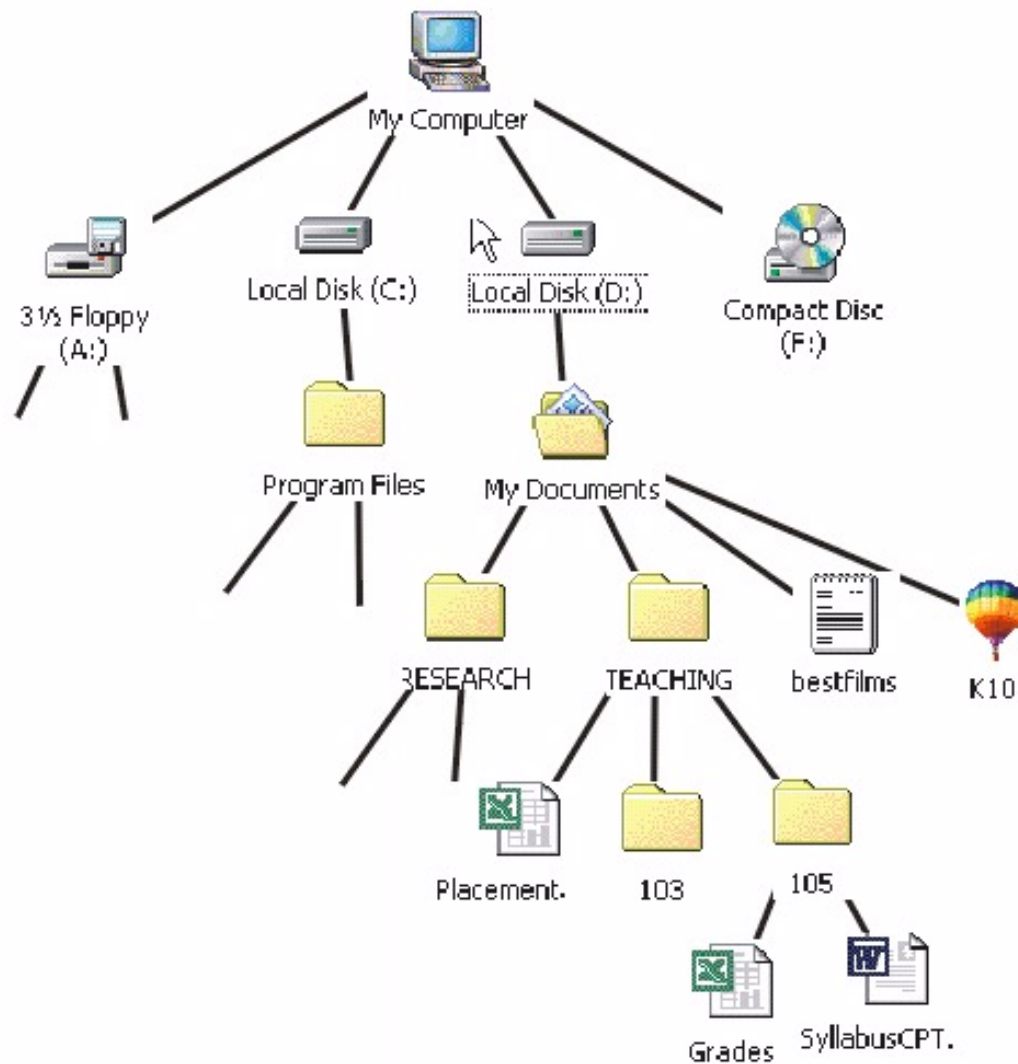 My Computer
3½ Floppy
(A:)
Local Disk (C:)
Local Disk (D:)
Compact Disc
(F:)
Program Files
My Documents
RESEARCH
TEACHING
bestfilms
K10
Placement.
103
105
Grades
SyllabusCPT.